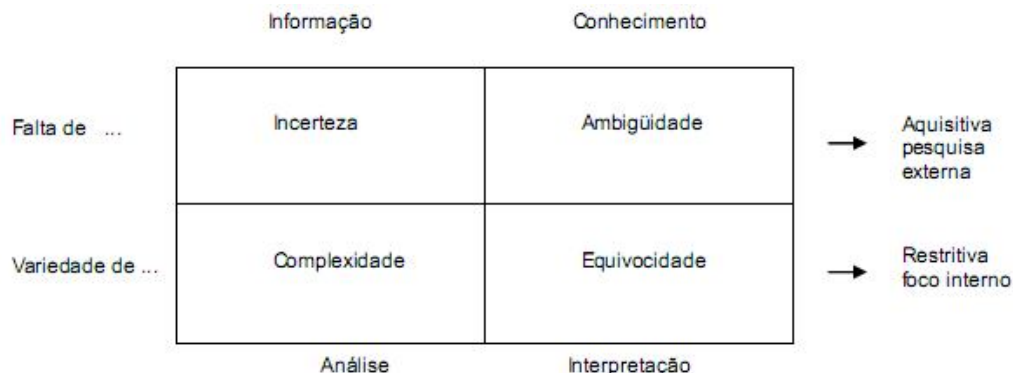 Informação Conhecimento
Falta de ... Incerteza Ambigüidade Aquisitiva
pesquisa
externa
Variedade de ... Complexidade Equivocidade Restritiva
foco interno
Análise Interpretação